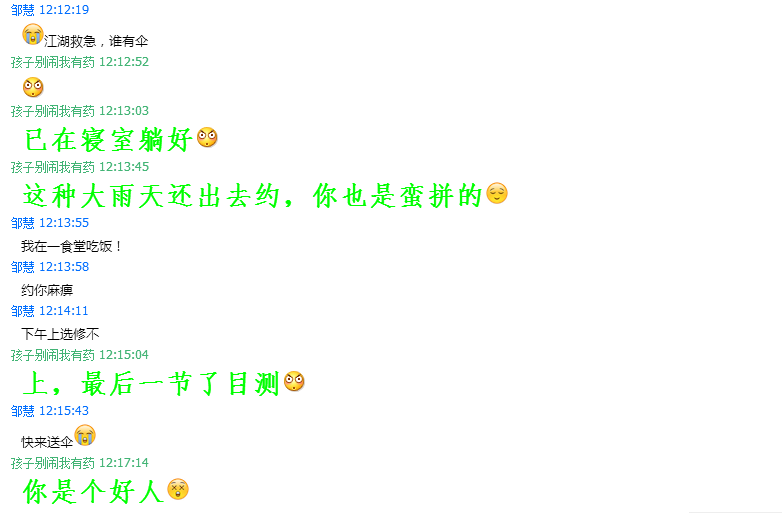 邹慧 12:12:19
江湖救急，谁有伞
孩子别闹我有药 12:12:52
孩子别闹我有药 12:13:03
已在寝室躺好
孩子别闹我有药 12:13:45
这种大雨天还出去约，你也是蛮拼的
邹慧 12:13:55
我在一食堂吃饭！
邹慧 12:13:58
约你麻痹
邹慧 12:14:11
下午上选修不
孩子别闹我有药 12:15:04
上，最后一节了目测
邹慧 12:15:43
快来送伞
孩子别闹我有药 12:17:14
你是个好人